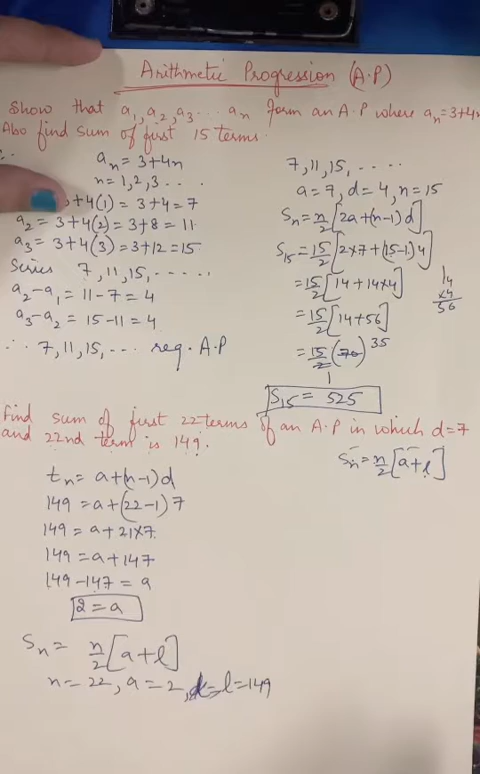 Arithmetic Progression (A.P)
Show that a₁, a₂, a₃ ... aₙ form an A.P where aₙ = 3+4n
Also find sum of first 15 terms.
aₙ = 3+4n
n = 1, 2, 3 ...
3+4(1) = 3+4 = 7
a₂ = 3+4(2) = 3+8 = 11
a₃ = 3+4(3) = 3+12 = 15
Series 7, 11, 15, ......
a₂-a₁ = 11-7 = 4
a₃-a₂ = 15-11 = 4
∴ 7, 11, 15, ... req. A.P
7, 11, 15, ....
a = 7, d = 4, n = 15
Sₙ = n/2 [2a+(n-1)d]
S₁₅ = 15/2 [2×7+(15-1)4]
= 15/2 [14+14×4]
14
×4
56
= 15/2 [14+56]
= 15/2 (70) 35
1
S₁₅ = 525
Find sum of first 22 terms of an A.P in which d=7
and 22nd term is 149.
Sₙ = n/2 [a+l]
tₙ = a+(n-1)d
149 = a+(22-1)7
149 = a+21×7
149 = a+147
149-147 = a
2 = a
Sₙ = n/2 [a+l]
n = 22, a = 2, l = 149